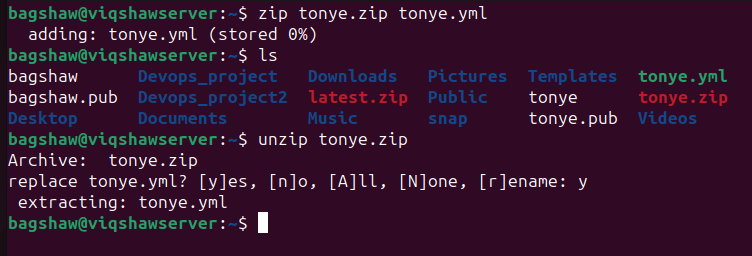 bagshaw@viqshawserver:~$ zip tonye.zip tonye.yml
  adding: tonye.yml (stored 0%)
bagshaw@viqshawserver:~$ ls
bagshaw      Devops_project   Downloads   Pictures  Templates  tonye.yml
bagshaw.pub  Devops_project2  latest.zip  Public    tonye      tonye.zip
Desktop      Documents        Music       snap      tonye.pub  Videos
bagshaw@viqshawserver:~$ unzip tonye.zip
Archive:  tonye.zip
replace tonye.yml? [y]es, [n]o, [A]ll, [N]one, [r]ename: y
 extracting: tonye.yml
bagshaw@viqshawserver:~$